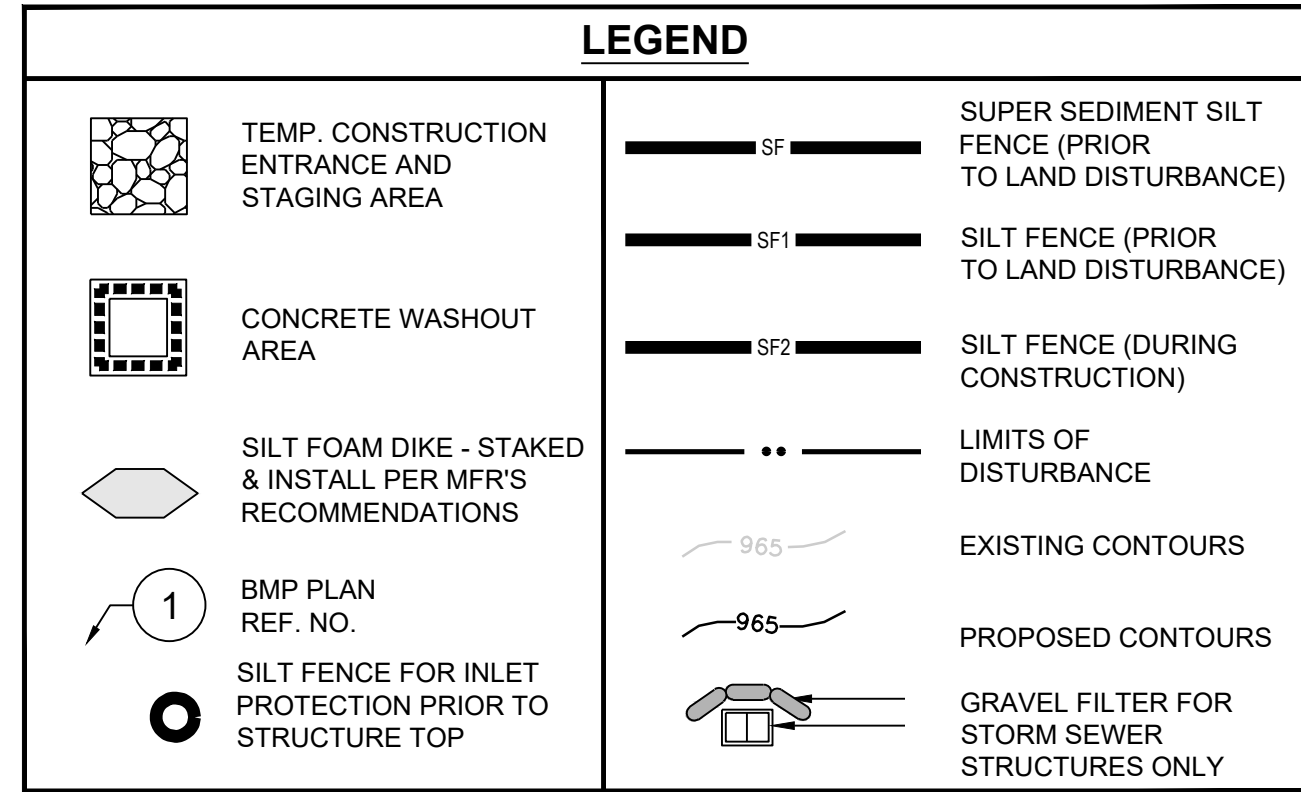 LEGEND
TEMP. CONSTRUCTION
ENTRANCE AND
STAGING AREA
CONCRETE WASHOUT
AREA
SILT FOAM DIKE - STAKED
& INSTALL PER MFR'S
RECOMMENDATIONS
1
BMP PLAN
REF. NO.
SILT FENCE FOR INLET
PROTECTION PRIOR TO
STRUCTURE TOP
SF
SUPER SEDIMENT SILT
FENCE (PRIOR
TO LAND DISTURBANCE)
SF1
SILT FENCE (PRIOR
TO LAND DISTURBANCE)
SF2
SILT FENCE (DURING
CONSTRUCTION)
LIMITS OF
DISTURBANCE
965
EXISTING CONTOURS
965
PROPOSED CONTOURS
GRAVEL FILTER FOR
STORM SEWER
STRUCTURES ONLY